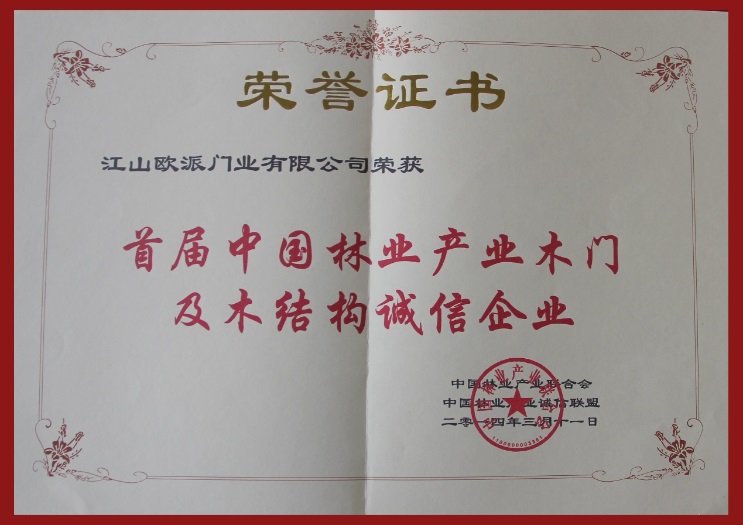 荣誉证书
江山欧派门业有限公司荣获
首届中国林业产业木门
及木结构诚信企业
中国林业产业联合会
中国林业产业诚信联盟
二零一四年三月十一日